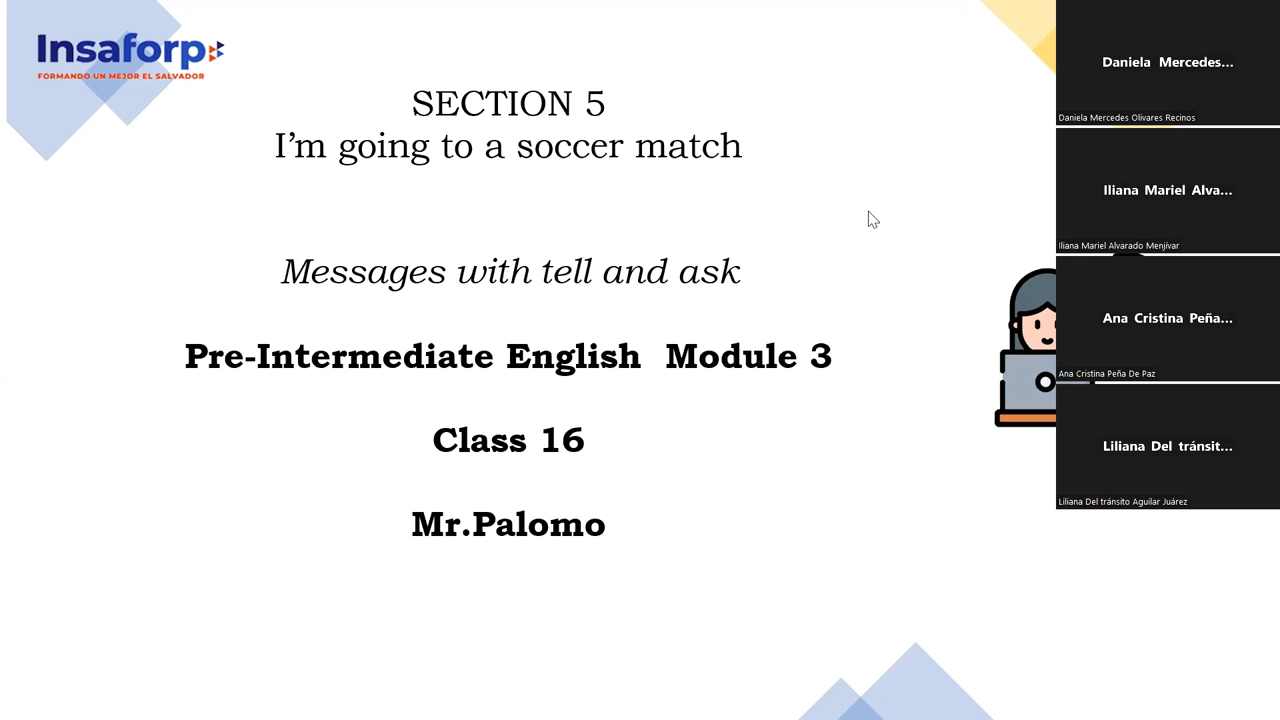 Insaforp
FORMANDO UN MEJOR EL SALVADOR
SECTION 5
I'm going to a soccer match
Messages with tell and ask
Pre-Intermediate English Module 3
Class 16
Mr.Palomo
Daniela Mercedes...
Daniela Mercedes Olivares Recinos
Iliana Mariel Alva...
Iliana Mariel Alvarado Menjívar
Ana Cristina Peña...
Ana Cristina Peña De Paz
Liliana Del tránsit...
Liliana Del tránsito Aguilar Juárez